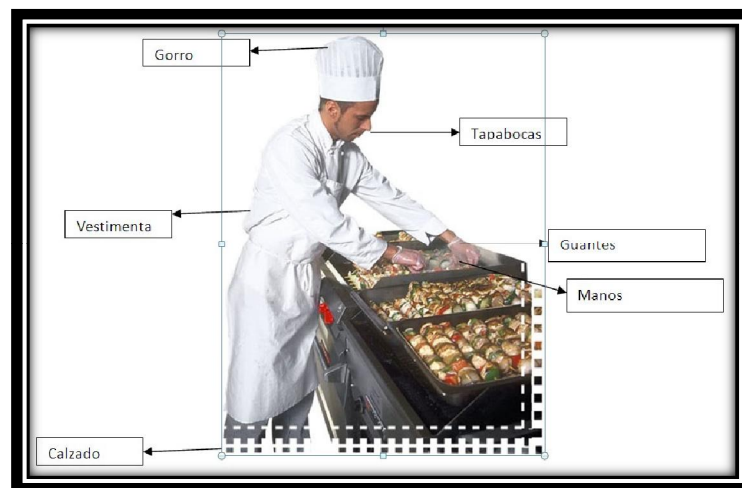 Gorro
Tapabocas
Vestimenta
Guantes
Manos
Calzado